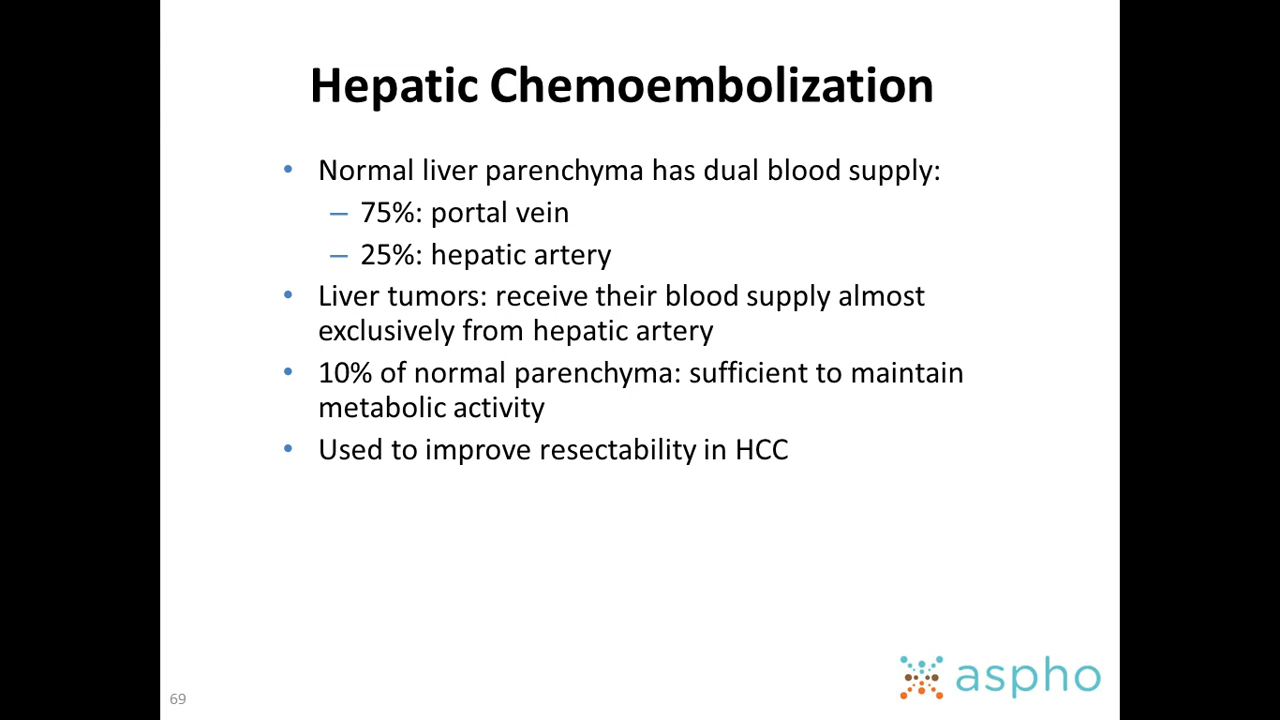 Hepatic Chemoembolization
• Normal liver parenchyma has dual blood supply:
– 75%: portal vein
– 25%: hepatic artery
• Liver tumors: receive their blood supply almost
exclusively from hepatic artery
• 10% of normal parenchyma: sufficient to maintain
metabolic activity
• Used to improve resectability in HCC
69
aspho